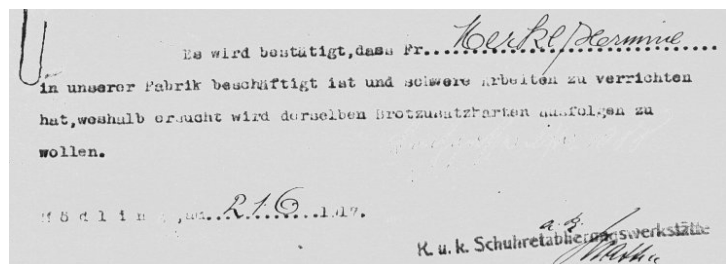 Es wird bestätigt,dass Fr. Merkl Hermine
in unserer Fabrik beschäftigt ist und schwere Arbeiten zu verrichten
hat,weshalb ersucht wird derselben Brotzusatzkarten ausfolgen zu
wollen.
Mödling,am 21.6.1917.
K. u. k. Schuhretablierungswerkstätte